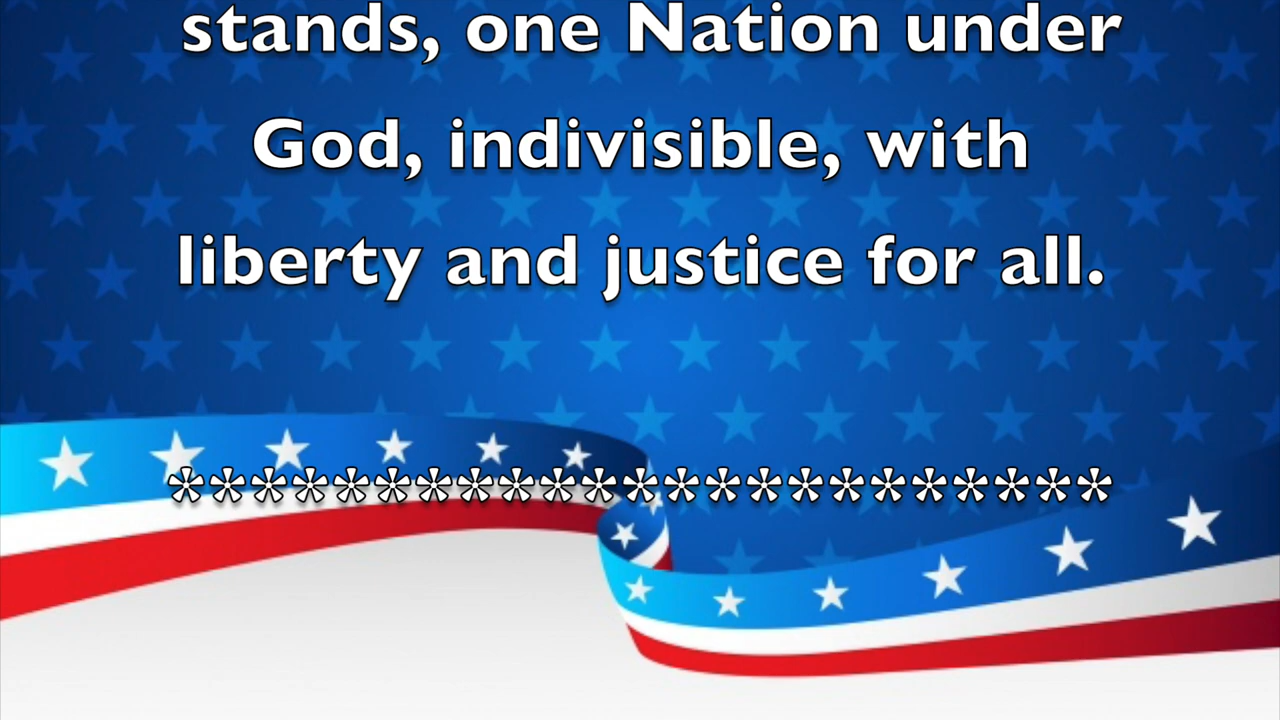 stands, one Nation under
God, indivisible, with
liberty and justice for all.
***********************